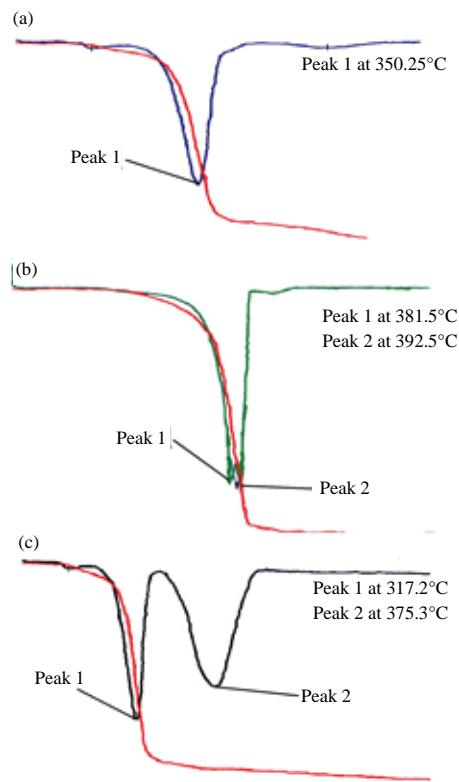 (a)
Peak 1 at 350.25°C
Peak 1
(b)
Peak 1 at 381.5°C
Peak 2 at 392.5°C
Peak 1
Peak 2
(c)
Peak 1 at 317.2°C
Peak 2 at 375.3°C
Peak 1
Peak 2